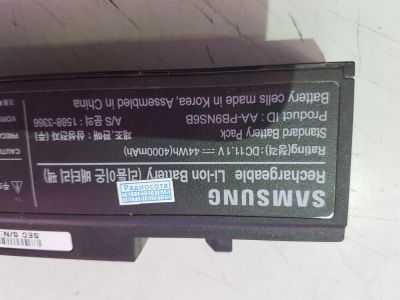 SAMSUNG
Rechargeable Li-ion Battery (리튬이온 배터리 팩)
Rating(정격) : DC11.1V 44Wh(4000mAh)
Standard Battery Pack
Product ID : AA-PB9NS6B
제조·판매 : 삼성전자(주)
A/S 문의 : 1588-3366
Battery cells made in Korea, Assembled in China
Радиосота
SEC S/N: